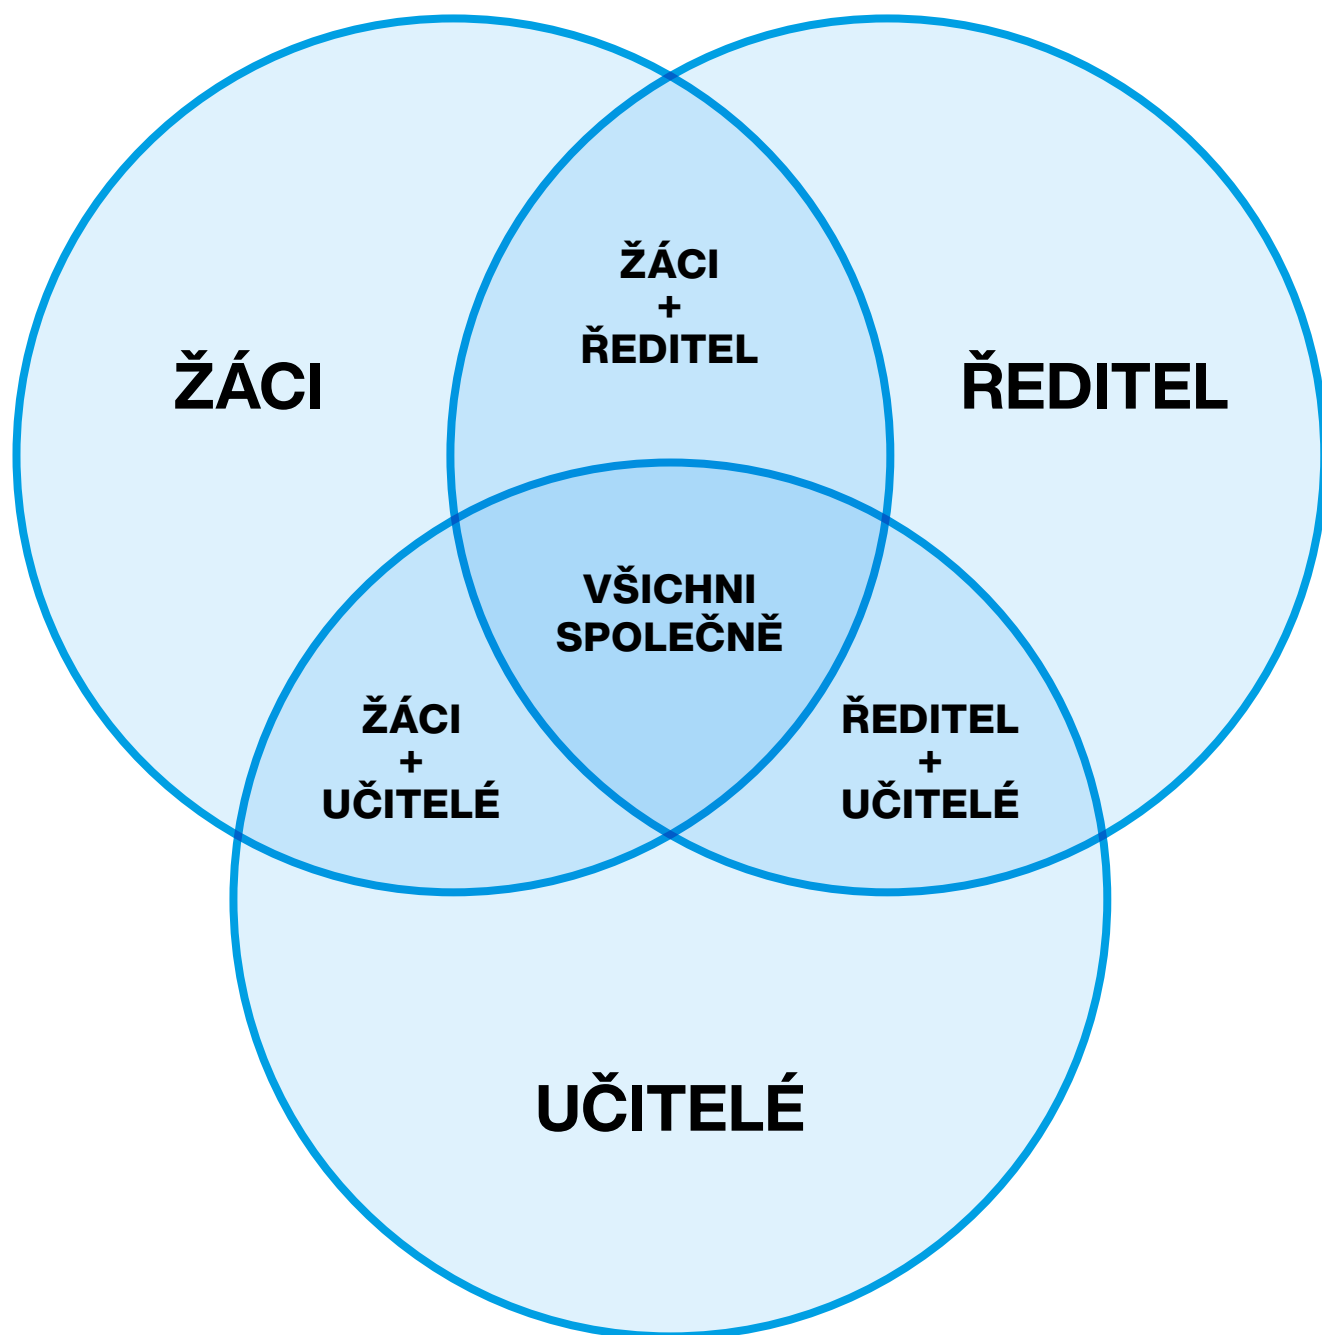 ŽÁCI
+
ŘEDITEL
ŽÁCI
ŘEDITEL
VŠICHNI
SPOLEČNĚ
ŽÁCI
+
UČITELÉ
ŘEDITEL
+
UČITELÉ
UČITELÉ